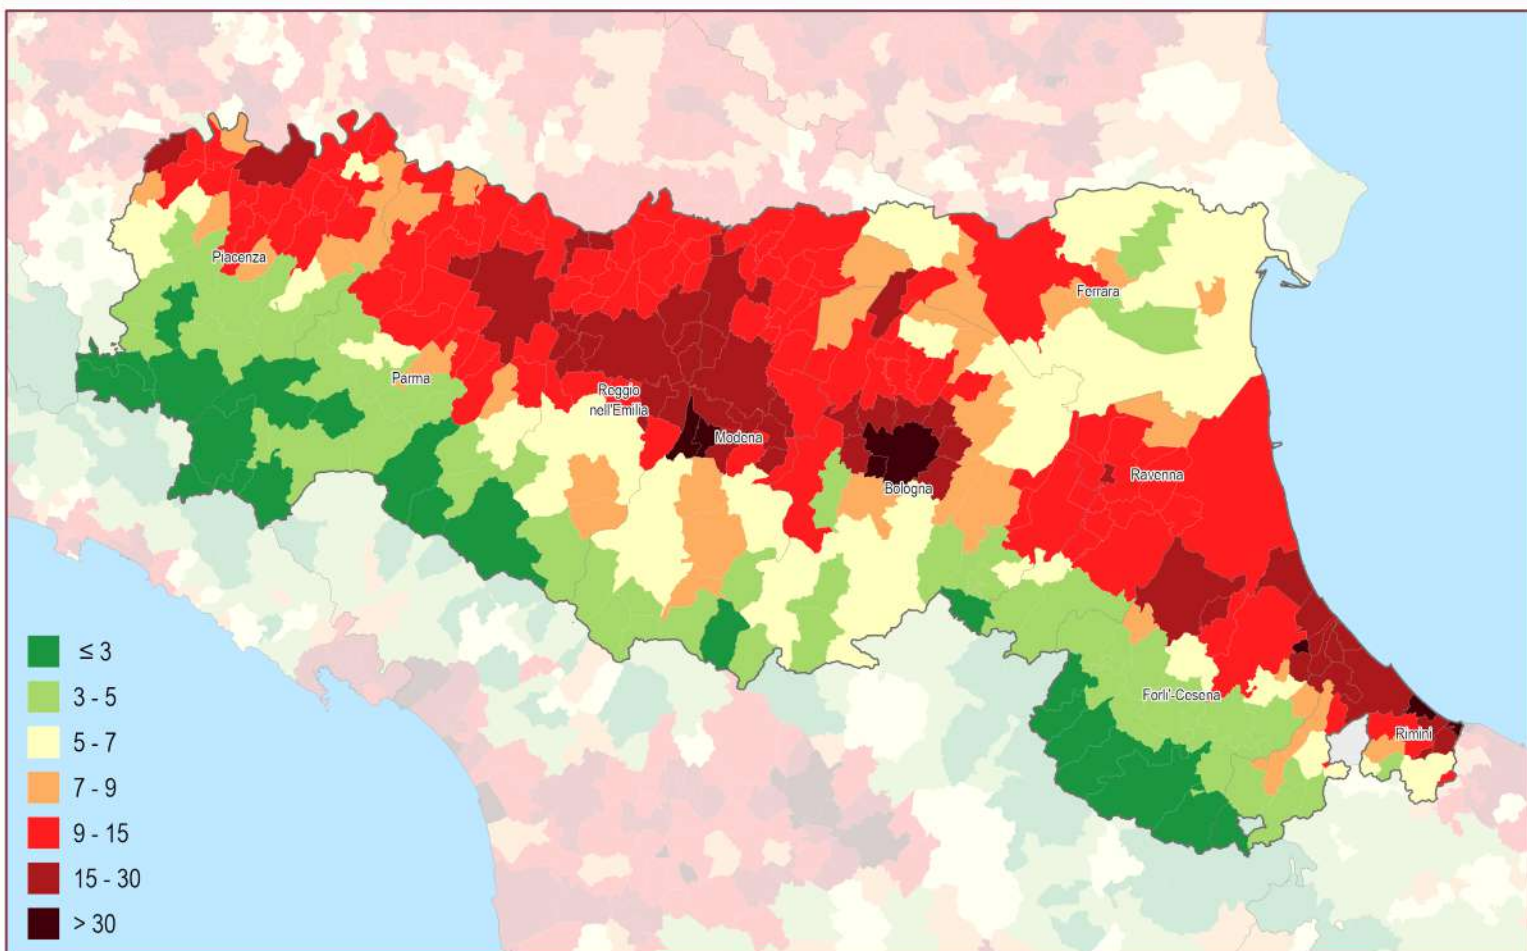 Piacenza
Ferrara
Parma
Reggio
nell'Emilia
Modena
Ravenna
Bologna
Forli'-Cesena
Rimini
≤ 3
3 - 5
5 - 7
7 - 9
9 - 15
15 - 30
> 30